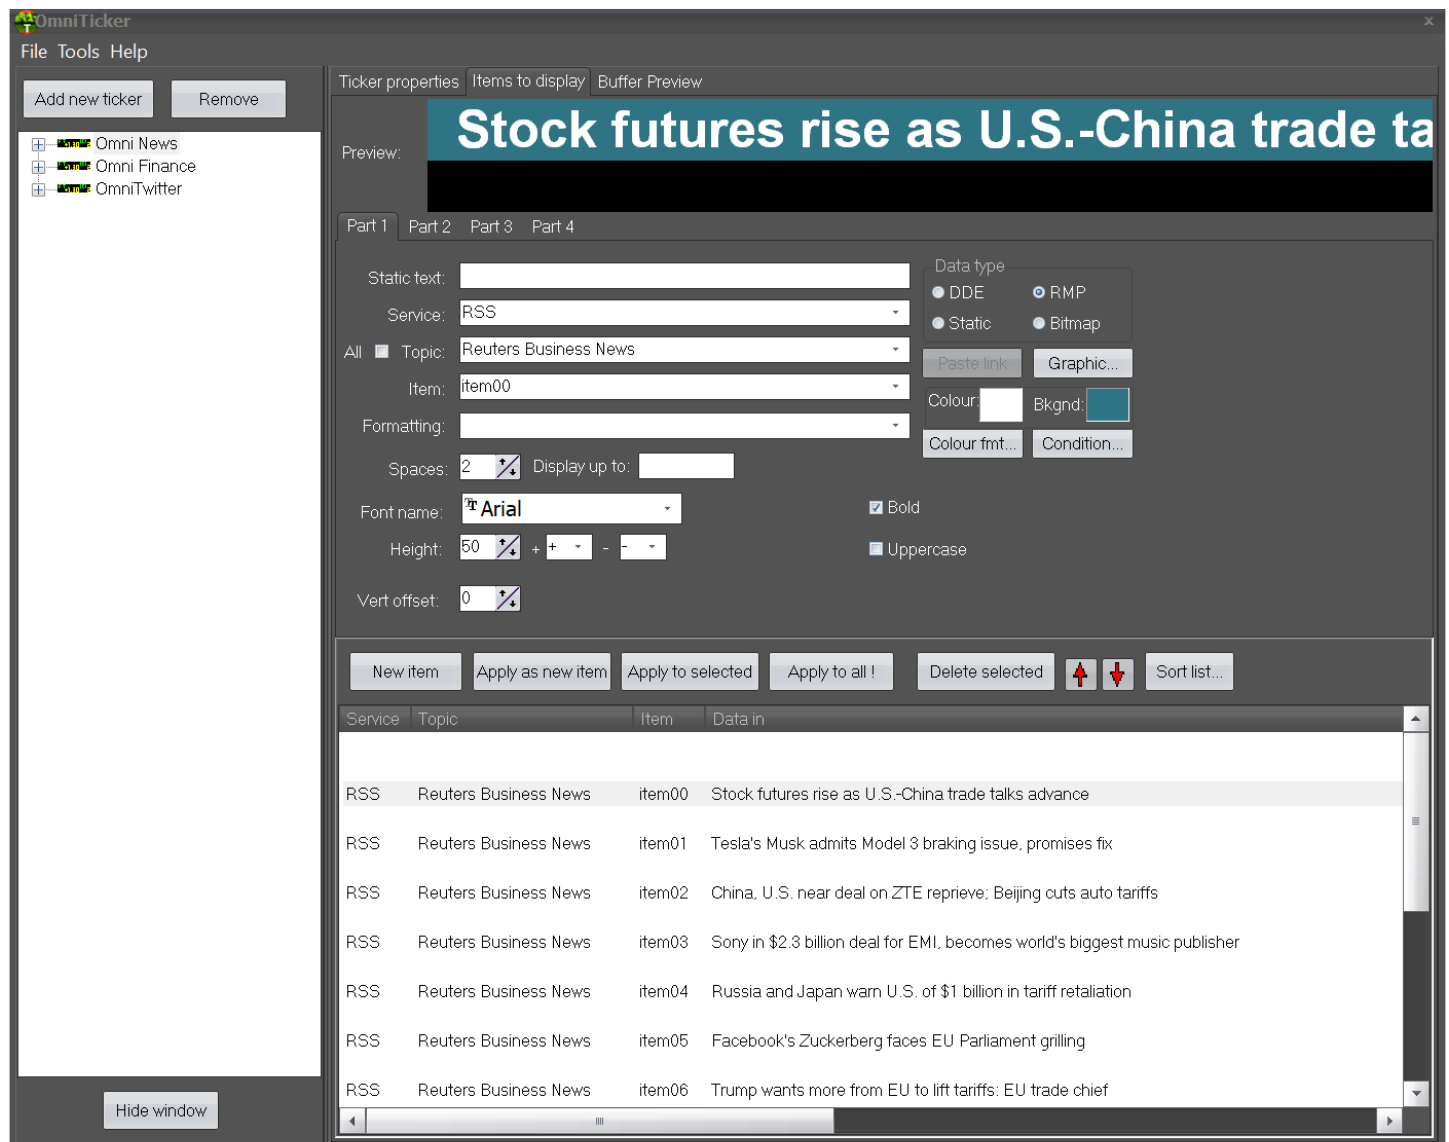 OmniTicker x
File Tools Help
Add new ticker Remove
Omni News
Omni Finance
OmniTwitter
Hide window
Ticker properties Items to display Buffer Preview
Preview: Stock futures rise as U.S.-China trade ta
Part 1 Part 2 Part 3 Part 4
Static text:
Service: RSS
All Topic: Reuters Business News
Item: item00
Formatting:
Spaces: 2 Display up to:
Font name: Arial
Height: 50 + + - -
Vert offset: 0
Data type
DDE RMP
Static Bitmap
Paste link Graphic...
Colour: Bkgnd:
Colour fmt... Condition...
Bold
Uppercase
New item Apply as new item Apply to selected Apply to all ! Delete selected Sort list...
Service Topic Item Data in
RSS Reuters Business News item00 Stock futures rise as U.S.-China trade talks advance
RSS Reuters Business News item01 Tesla's Musk admits Model 3 braking issue, promises fix
RSS Reuters Business News item02 China, U.S. near deal on ZTE reprieve; Beijing cuts auto tariffs
RSS Reuters Business News item03 Sony in $2.3 billion deal for EMI, becomes world's biggest music publisher
RSS Reuters Business News item04 Russia and Japan warn U.S. of $1 billion in tariff retaliation
RSS Reuters Business News item05 Facebook's Zuckerberg faces EU Parliament grilling
RSS Reuters Business News item06 Trump wants more from EU to lift tariffs: EU trade chief